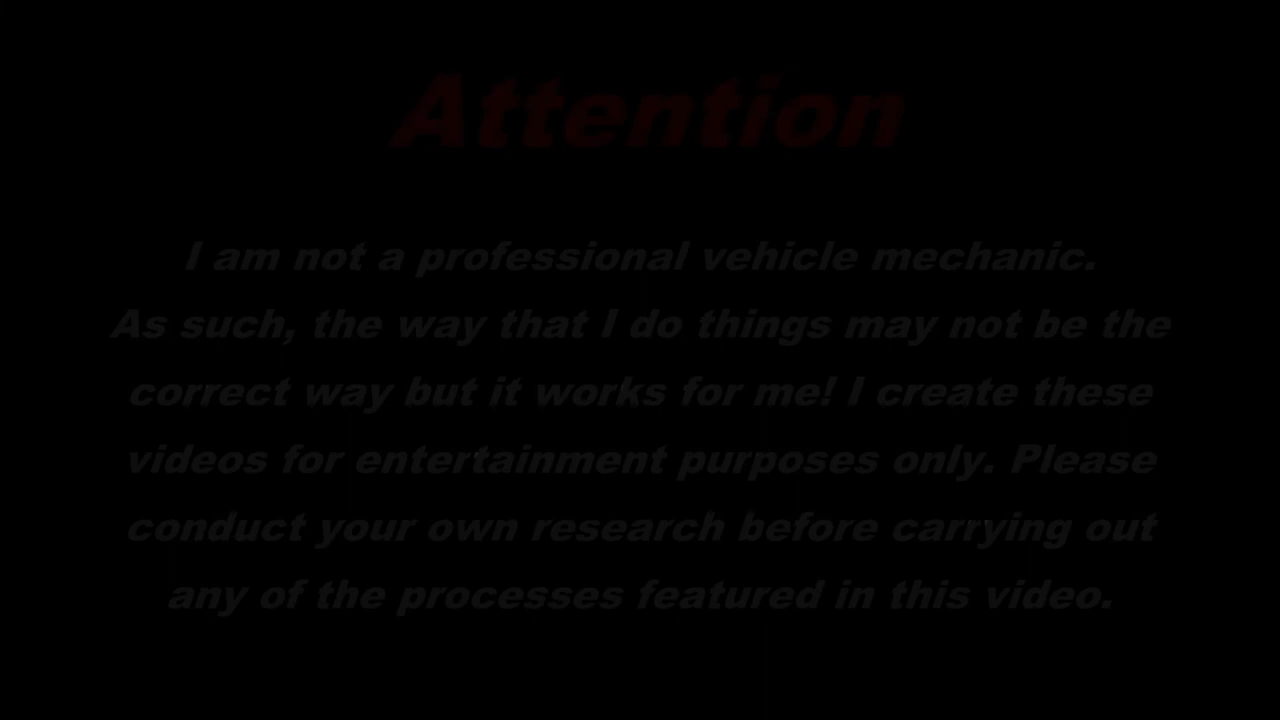 Attention
I am not a professional vehicle mechanic.
As such, the way that I do things may not be the
correct way but it works for me! I create these
videos for entertainment purposes only. Please
conduct your own research before carrying out
any of the processes featured in this video.